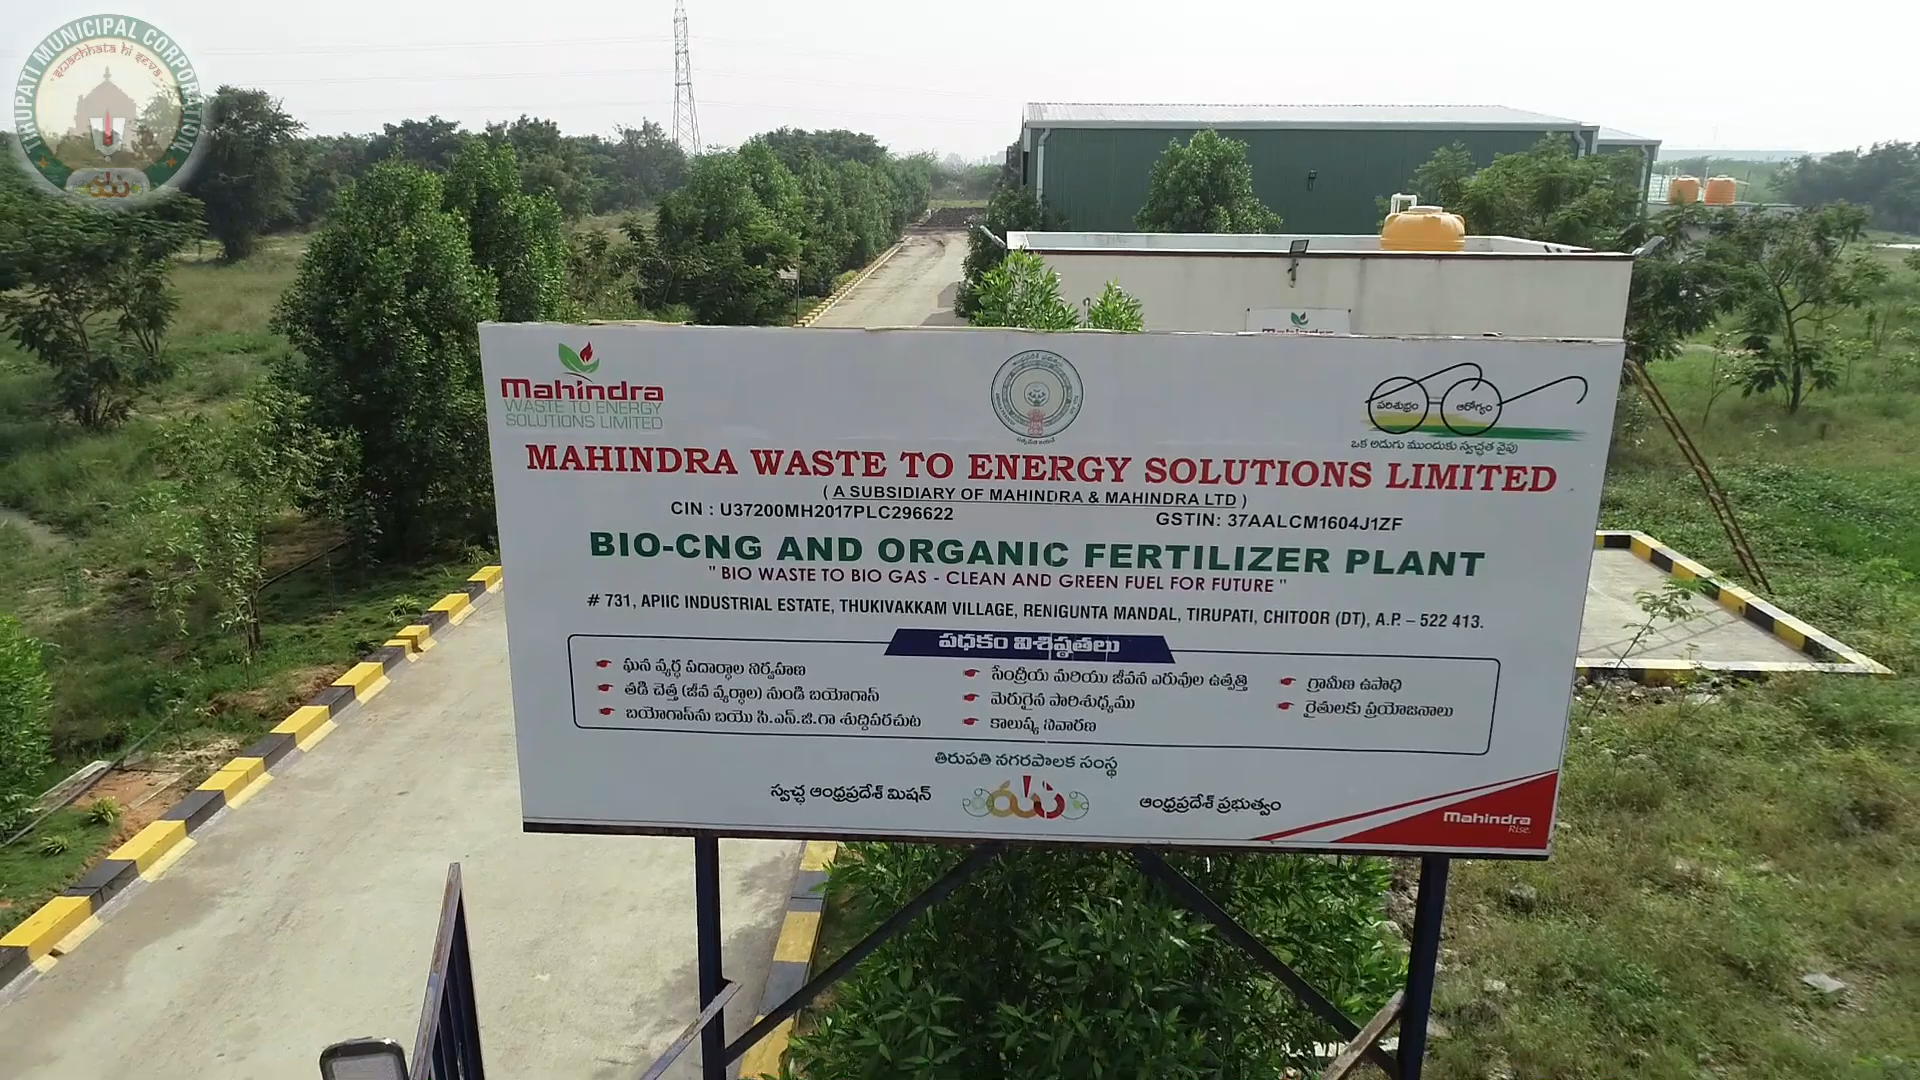 TIRUPATI MUNICIPAL CORPORATION
swachhata hi seva
Mahindra
Mahindra
WASTE TO ENERGY
SOLUTIONS LIMITED
పరిశుభ్రం ఆరోగ్యం
ఒక అడుగు ముందుకు స్వచ్ఛత వైపు
MAHINDRA WASTE TO ENERGY SOLUTIONS LIMITED
( A SUBSIDIARY OF MAHINDRA & MAHINDRA LTD )
CIN : U37200MH2017PLC296622 GSTIN: 37AALCM1604J1ZF
BIO-CNG AND ORGANIC FERTILIZER PLANT
" BIO WASTE TO BIO GAS - CLEAN AND GREEN FUEL FOR FUTURE "
# 731, APIIC INDUSTRIAL ESTATE, THUKIVAKKAM VILLAGE, RENIGUNTA MANDAL, TIRUPATI, CHITOOR (DT), A.P. – 522 413.
పధకం విశిష్టతలు
ఘన వ్యర్ధ పదార్ధాల నిర్వహణ
తడి చెత్త (జీవ వ్యర్ధాల) నుండి బయోగాస్
బయోగాస్‌ను బయో సి.ఎన్.జి.గా శుద్దిపరచుట
సేంద్రీయ మరియు జీవన ఎరువుల ఉత్పత్తి
మెరుగైన పారిశుధ్యము
కాలుష్య నివారణ
గ్రామీణ ఉపాధి
రైతులకు ప్రయోజనాలు
తిరుపతి నగరపాలక సంస్థ
స్వచ్ఛ ఆంధ్రప్రదేశ్ మిషన్ ఆంధ్రప్రదేశ్ ప్రభుత్వం
Mahindra
Rise.